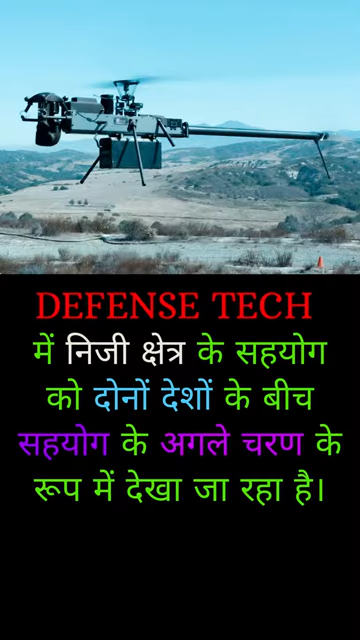 DEFENSE TECH
में निजी क्षेत्र के सहयोग
को दोनों देशों के बीच
सहयोग के अगले चरण के
रूप में देखा जा रहा है।